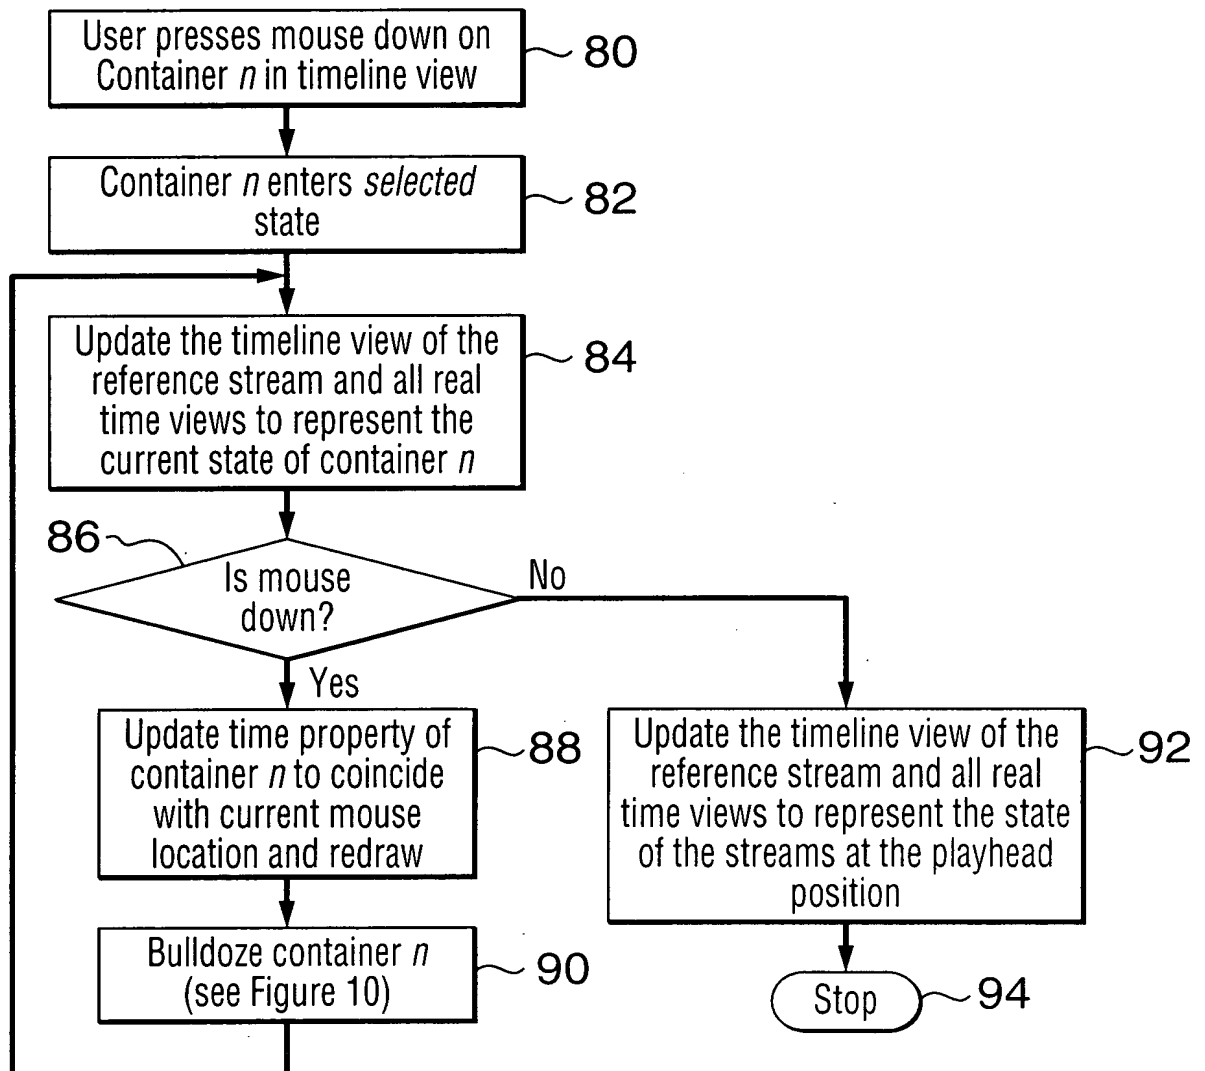 User presses mouse down on
Container n in timeline view
80
Container n enters selected
state
82
Update the timeline view of the
reference stream and all real
time views to represent the
current state of container n
84
86
Is mouse
down?
No
Yes
Update time property of
container n to coincide
with current mouse
location and redraw
88
Update the timeline view of the
reference stream and all real
time views to represent the state
of the streams at the playhead
position
92
Bulldoze container n
(see Figure 10)
90
Stop
94